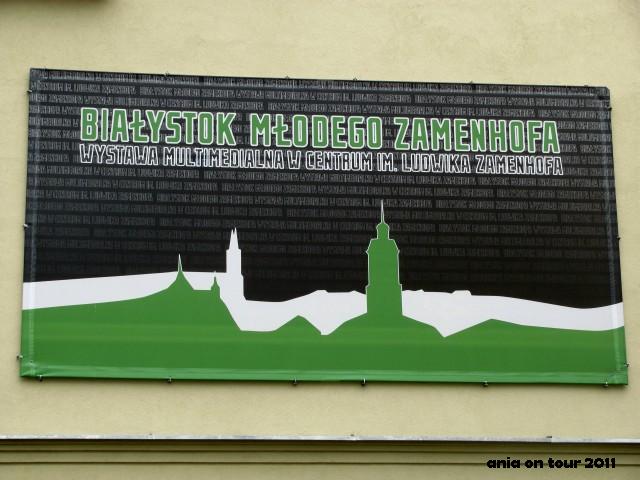 BIAŁYSTOK MŁODEGO ZAMENHOFA
WYSTAWA MULTIMEDIALNA W CENTRUM IM. LUDWIKA ZAMENHOFA
ania on tour 2011